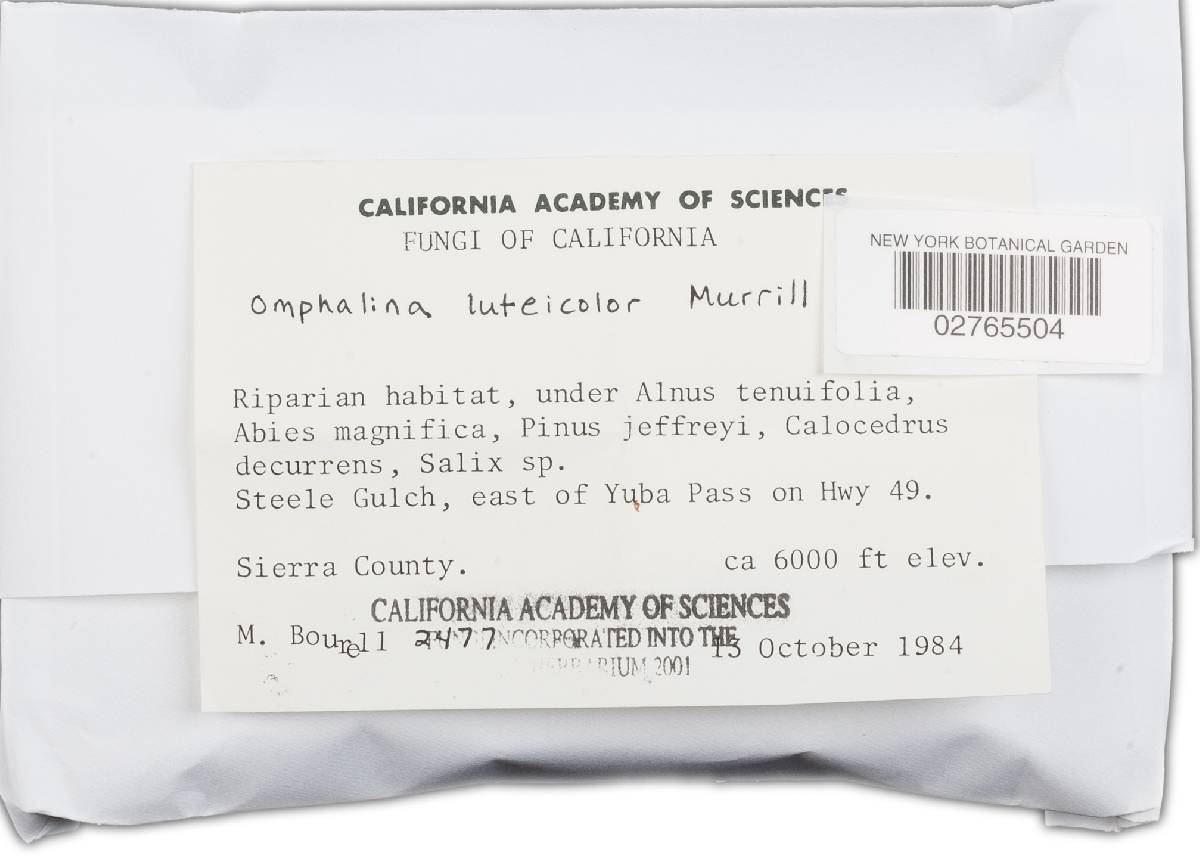 CALIFORNIA ACADEMY OF SCIENCES
FUNGI OF CALIFORNIA
NEW YORK BOTANICAL GARDEN
02765504
Omphalina luteicolor Murrill
Riparian habitat, under Alnus tenuifolia,
Abies magnifica, Pinus jeffreyi, Calocedrus
decurrens, Salix sp.
Steele Gulch, east of Yuba Pass on Hwy 49.
Sierra County. ca 6000 ft elev.
CALIFORNIA ACADEMY OF SCIENCES
INCORPORATED INTO THE
2001
M. Bourell 2477 13 October 1984